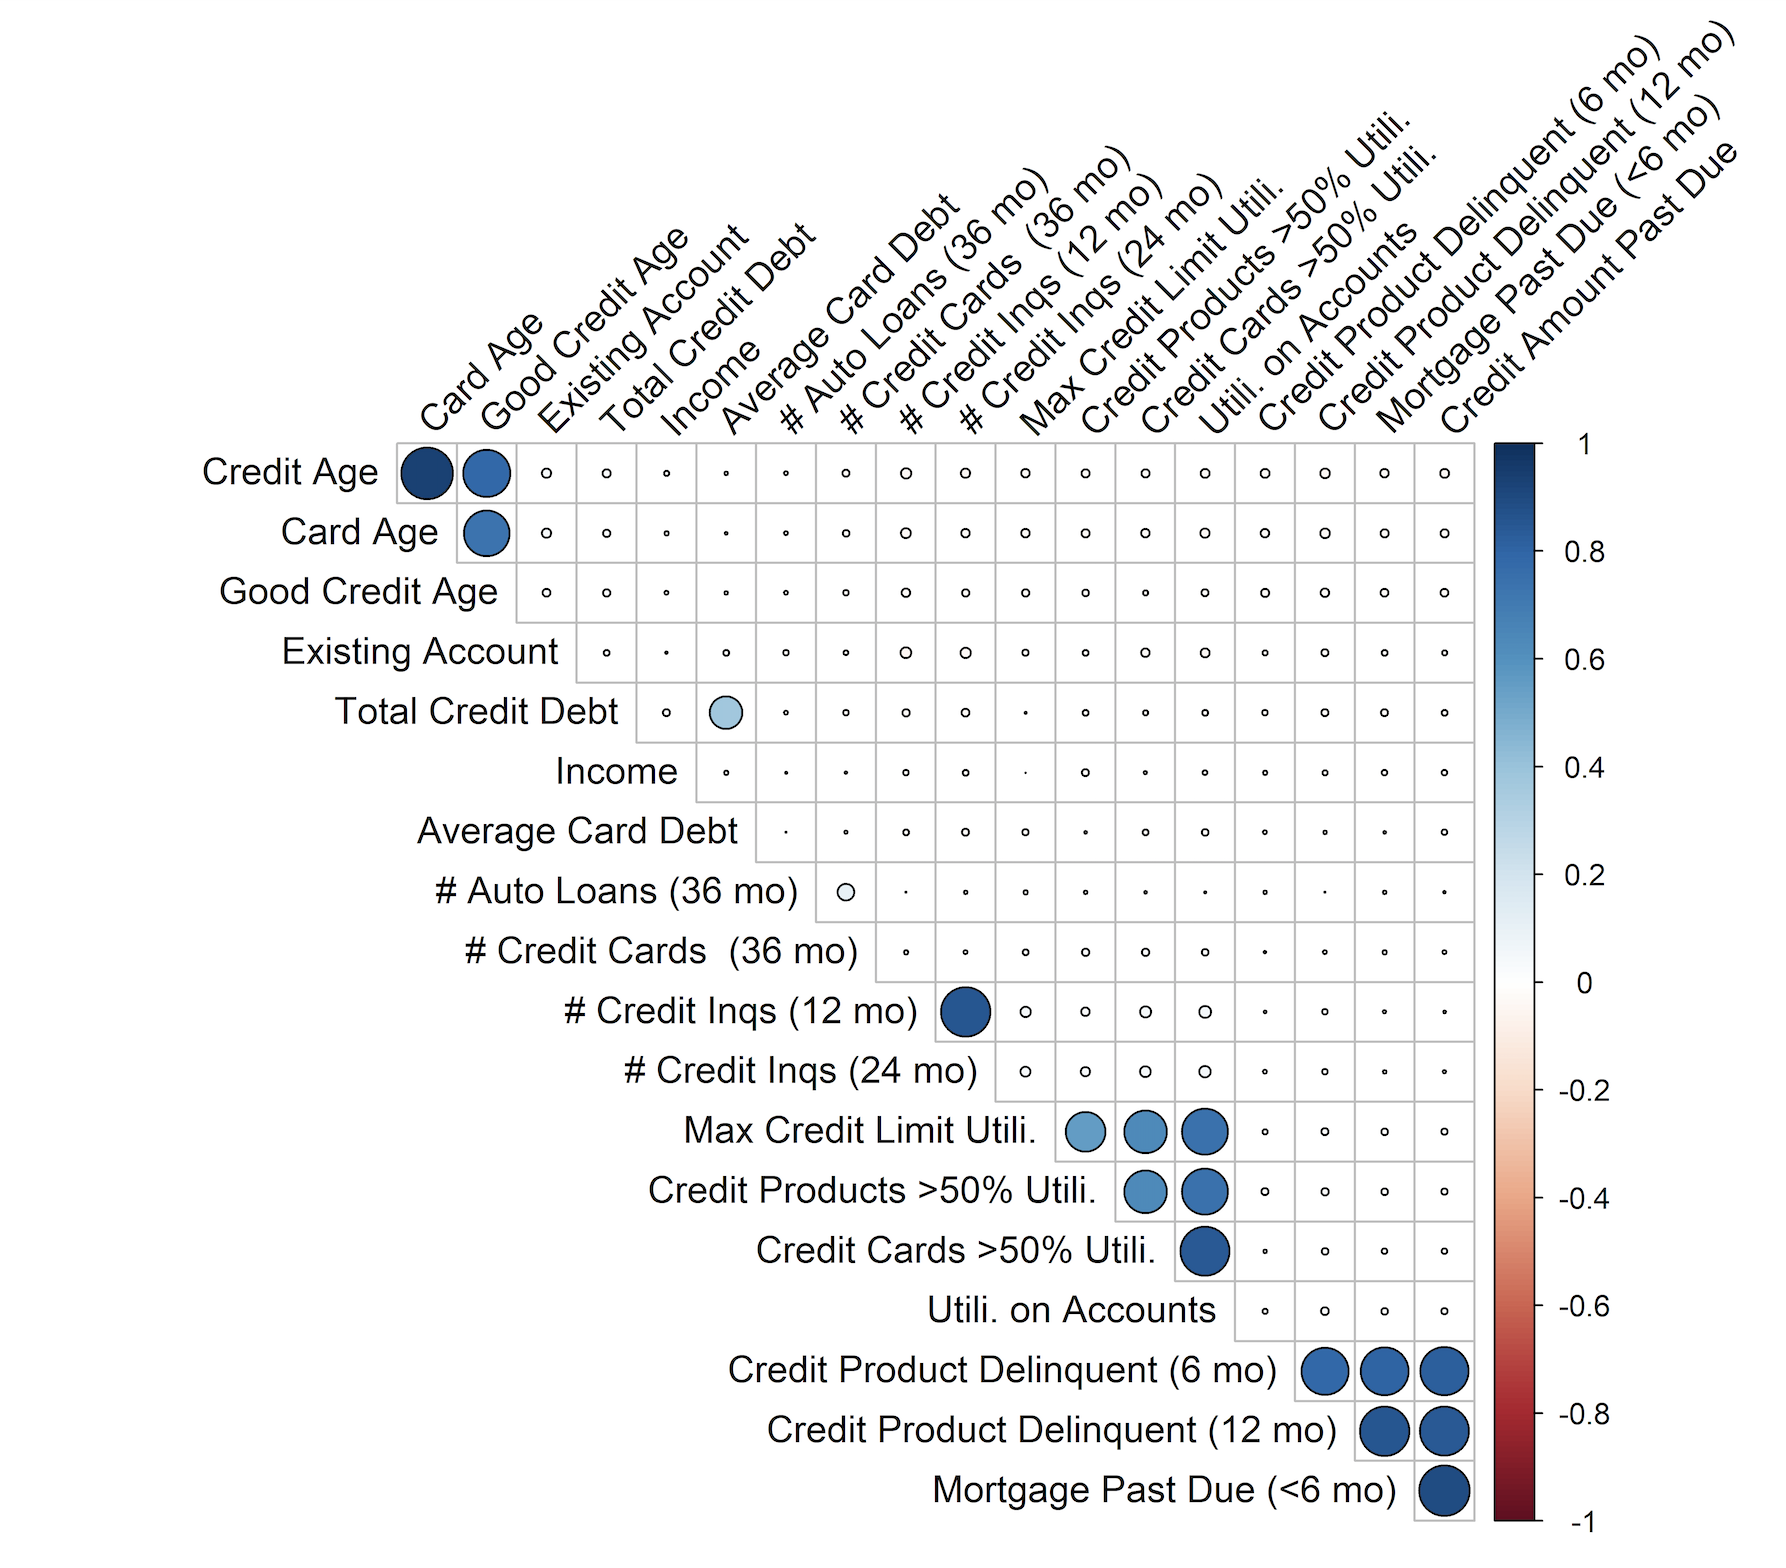 Card Age
Good Credit Age
Existing Account
Total Credit Debt
Income
Average Card Debt
# Auto Loans (36 mo)
# Credit Cards  (36 mo)
# Credit Inqs (12 mo)
# Credit Inqs (24 mo)
Max Credit Limit Utili.
Credit Products >50% Utili.
Credit Cards >50% Utili.
Utili. on Accounts
Credit Product Delinquent (6 mo)
Credit Product Delinquent (12 mo)
Mortgage Past Due (<6 mo)
Credit Amount Past Due
Credit Age
Card Age
Good Credit Age
Existing Account
Total Credit Debt
Income
Average Card Debt
# Auto Loans (36 mo)
# Credit Cards  (36 mo)
# Credit Inqs (12 mo)
# Credit Inqs (24 mo)
Max Credit Limit Utili.
Credit Products >50% Utili.
Credit Cards >50% Utili.
Utili. on Accounts
Credit Product Delinquent (6 mo)
Credit Product Delinquent (12 mo)
Mortgage Past Due (<6 mo)
1
0.8
0.6
0.4
0.2
0
-0.2
-0.4
-0.6
-0.8
-1